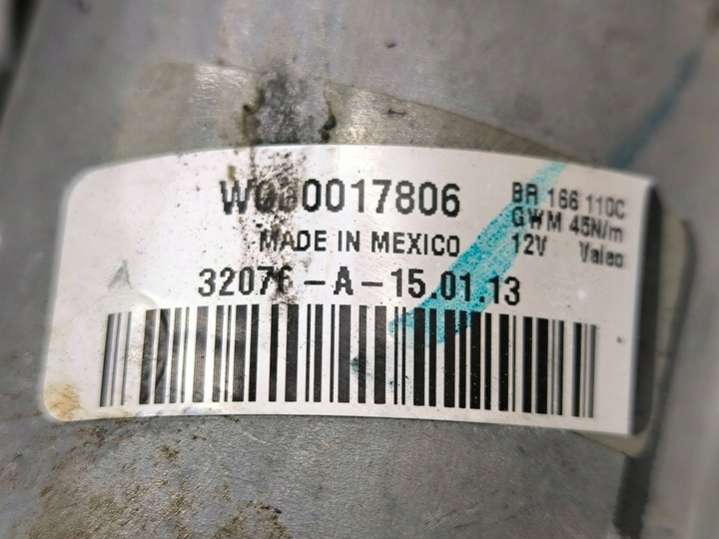 W000017806
MADE IN MEXICO
32076-A-15.01.13
BR 166 110C
GWM 45N/m
12V Valeo